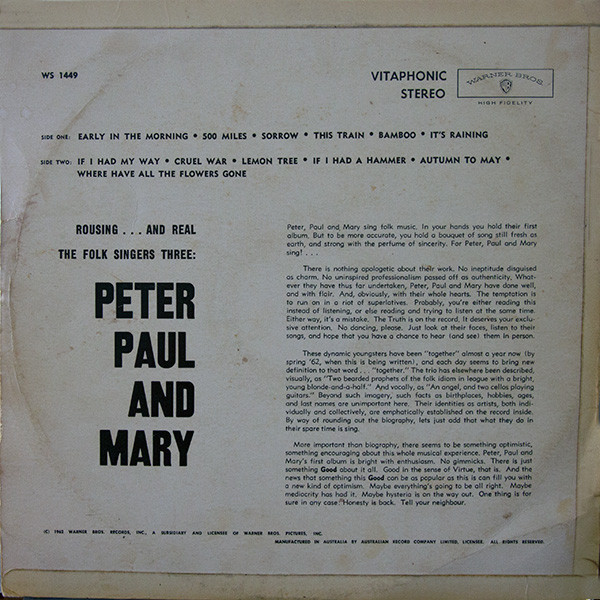 WS 1449
VITAPHONIC
STEREO
WARNER BROS.
HIGH FIDELITY
SIDE ONE: EARLY IN THE MORNING • 500 MILES • SORROW • THIS TRAIN • BAMBOO • IT'S RAINING
SIDE TWO: IF I HAD MY WAY • CRUEL WAR • LEMON TREE • IF I HAD A HAMMER • AUTUMN TO MAY •
WHERE HAVE ALL THE FLOWERS GONE
ROUSING . . . AND REAL
THE FOLK SINGERS THREE:
PETER
PAUL
AND
MARY
Peter, Paul and Mary sing folk music. In your hands you hold their first
album. But to be more accurate, you hold a bouquet of song still fresh as
earth, and strong with the perfume of sincerity. For Peter, Paul and Mary
sing! . . .
There is nothing apologetic about their work. No ineptitude disguised
as charm. No uninspired professionalism passed off as authenticity. What-
ever they have thus far undertaken, Peter, Paul and Mary have done well,
and with flair. And, obviously, with their whole hearts. The temptation is
to run on in a riot of superlatives. Probably, you're either reading this
instead of listening, or else reading and trying to listen at the same time.
Either way, it's a mistake. The Truth is on the record. It deserves your exclu-
sive attention. No dancing, please. Just look at their faces, listen to their
songs, and hope that you have a chance to hear (and see) them in person.
These dynamic youngsters have been "together" almost a year now (by
spring '62, when this is being written), and each day seems to bring new
definition to that word . . . "together." The trio has elsewhere been described,
visually, as "Two bearded prophets of the folk idiom in league with a bright,
young blonde-and-a-half." And vocally, as "An angel, and two cellos playing
guitars." Beyond such imagery, such facts as birthplaces, hobbies, ages,
and last names are unimportant here. Their identities as artists, both indi-
vidually and collectively, are emphatically established on the record inside.
By way of rounding out the biography, lets just add that what they do in
their spare time is sing.
More important than biography, there seems to be something optimistic,
something encouraging about this whole musical experience. Peter, Paul and
Mary's first album is bright with enthusiasm. No gimmicks. There is just
something Good about it all. Good in the sense of Virtue, that is. And the
news that something this Good can be as popular as this is can fill you with
a new kind of optimism. Maybe everything's going to be all right. Maybe
mediocrity has had it. Maybe hysteria is on the way out. One thing is for
sure in any case: Honesty is back. Tell your neighbour.
(C) 1962 WARNER BROS. RECORDS, INC., A SUBSIDIARY AND LICENSEE OF WARNER BROS. PICTURES, INC.
MANUFACTURED IN AUSTRALIA BY AUSTRALIAN RECORD COMPANY LIMITED, LICENSEE. ALL RIGHTS RESERVED.